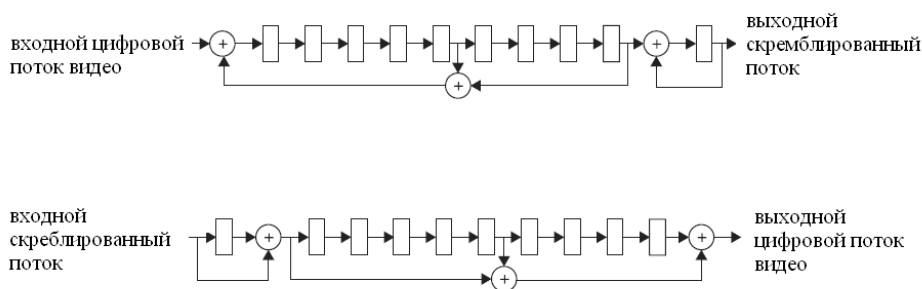 входной цифровой
поток видео
выходной
скремблированный
поток
входной
скреблированный
поток
выходной
цифровой поток
видео